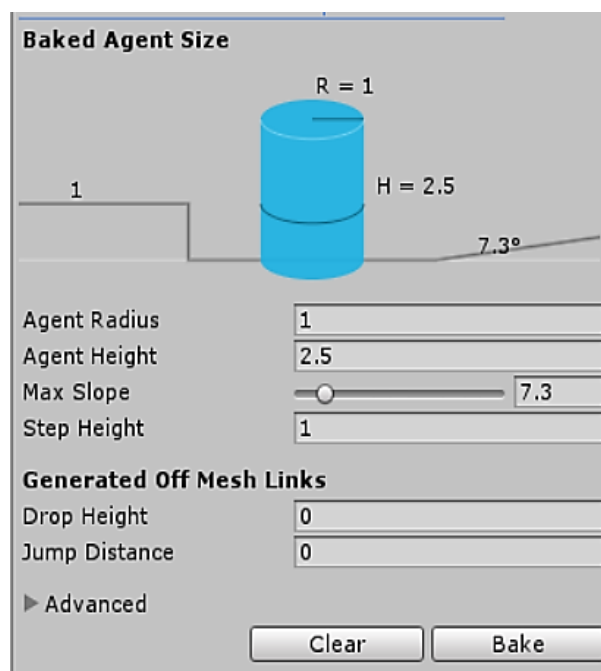 Baked Agent Size
R = 1
1
H = 2.5
7.3°
Agent Radius 1
Agent Height 2.5
Max Slope 7.3
Step Height 1
Generated Off Mesh Links
Drop Height 0
Jump Distance 0
Advanced
Clear Bake